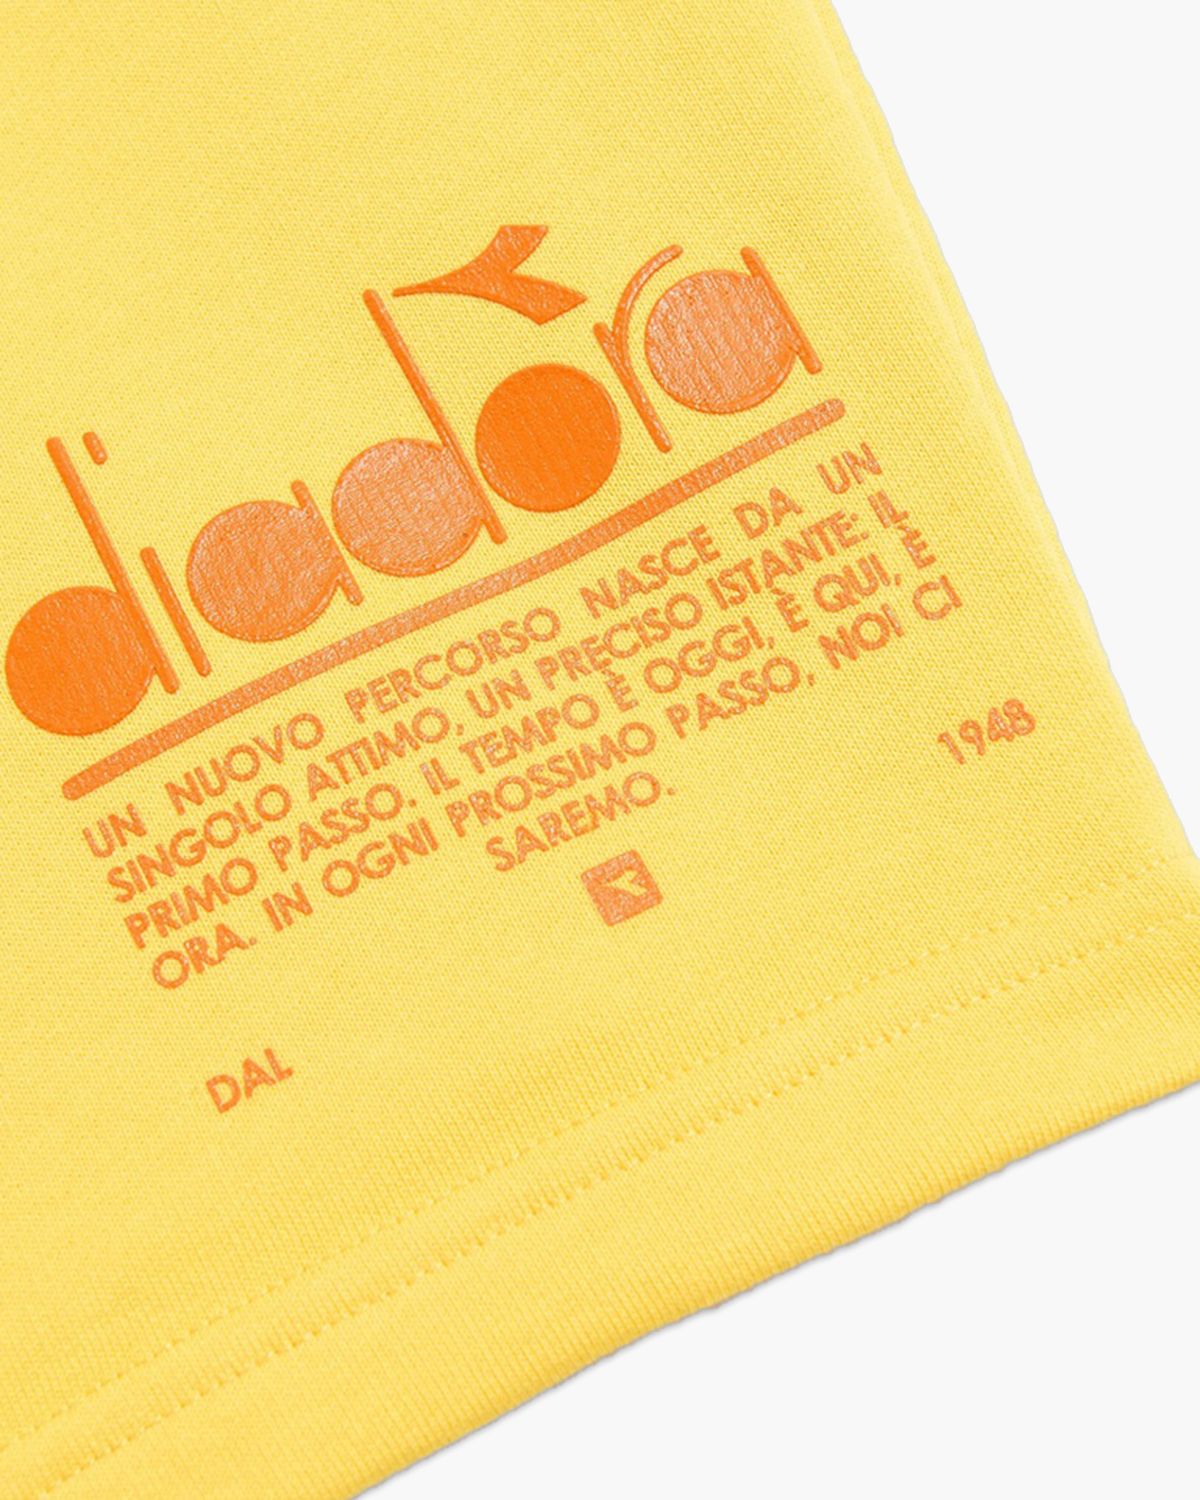 diadora
UN NUOVO PERCORSO NASCE DA UN
SINGOLO ATTIMO, UN PRECISO ISTANTE: IL
PRIMO PASSO. IL TEMPO È OGGI, È QUI, È
ORA. IN OGNI PROSSIMO PASSO, NOI CI
SAREMO.
DAL 1948